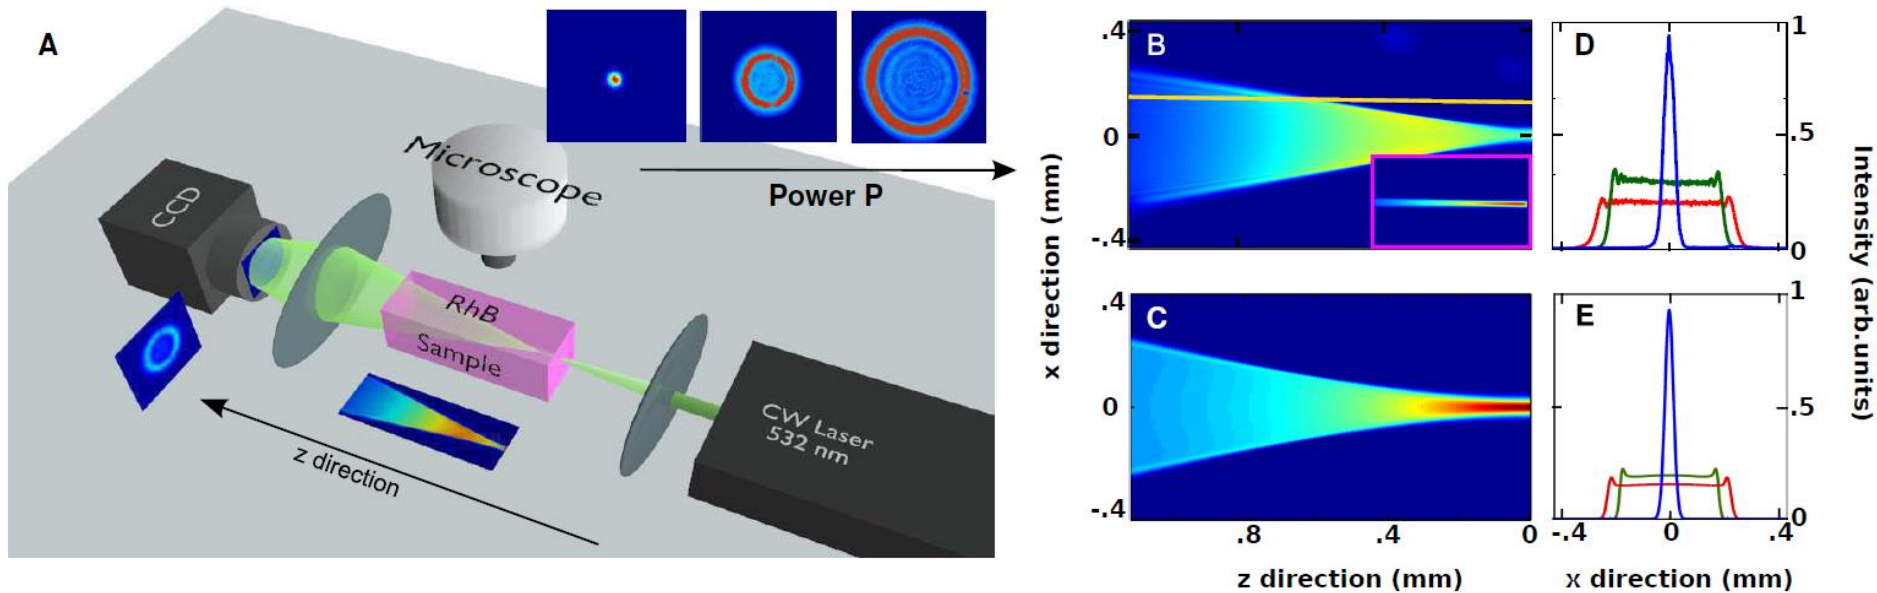 A
Microscope
Power P
CCD
RhB
Sample
CW Laser
532 nm
z direction
B
.4
0
-.4
x direction (mm)
C
.4
0
-.4
.8
.4
0
z direction (mm)
D
1
.5
0
Intensity (arb.units)
E
1
.5
0
-.4
0
.4
x direction (mm)